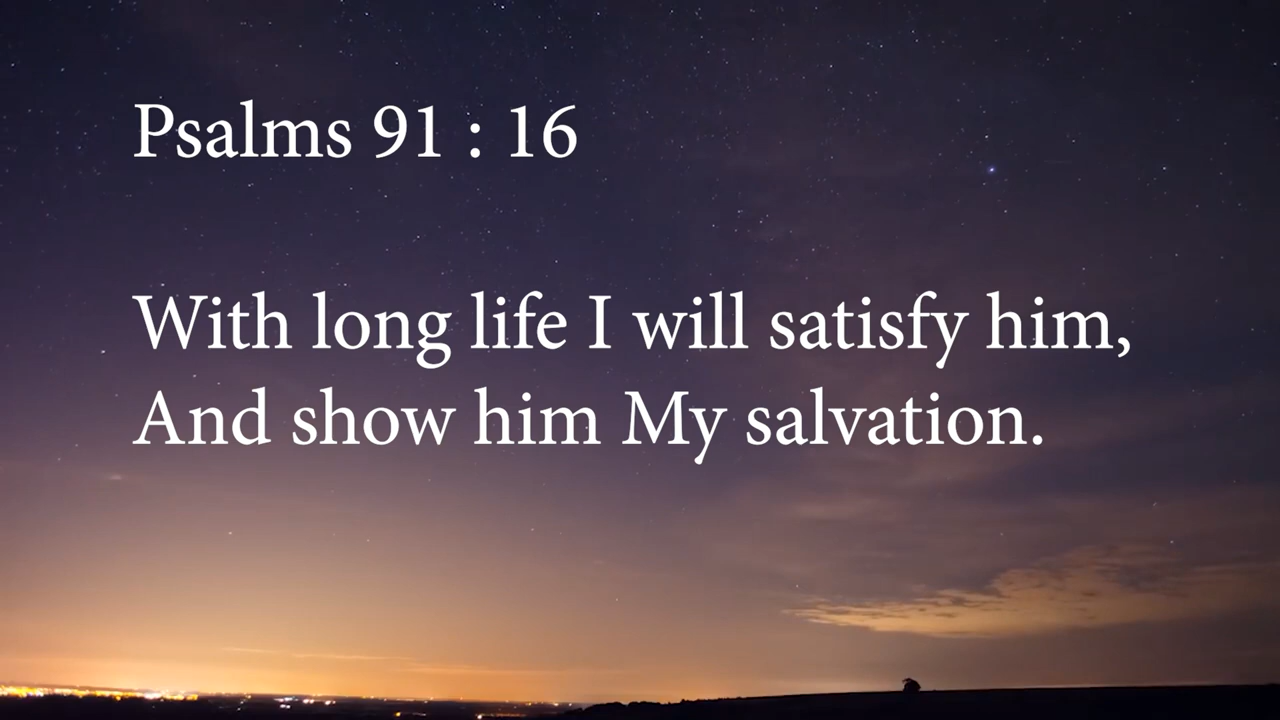 Psalms 91 : 16
With long life I will satisfy him,
And show him My salvation.